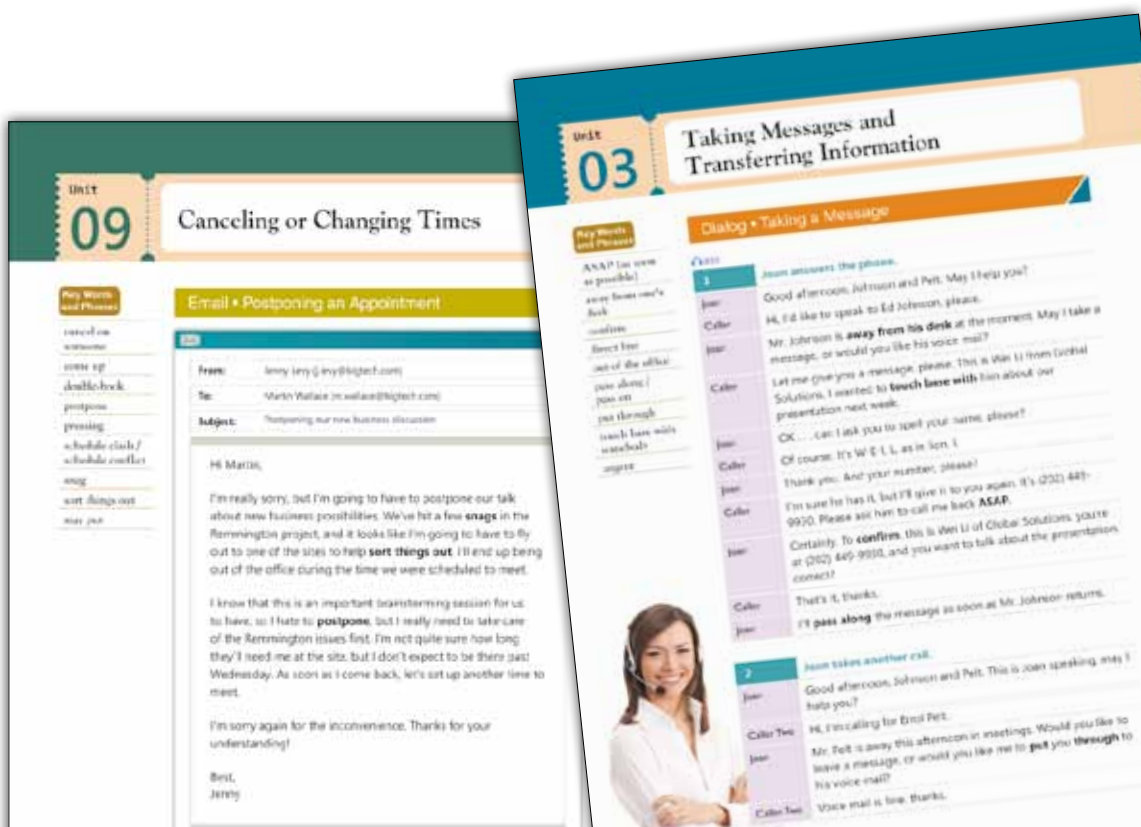 Unit
09
Canceling or Changing Times
Key Words
and Phrases
cancel on
someone
come up
double-book
postpone
pressing
schedule clash /
schedule conflict
snag
sort things out
stay put
Email • Postponing an Appointment
From:
To:
Subject: Postponing our new business discussion
Hi Martin,
I'm really sorry, but I'm going to have to postpone our talk
about new business possibilities. We've hit a few snags in the
Remmington project, and it looks like I'm going to have to fly
out to one of the sites to help sort things out. I'll end up being
out of the office during the time we were scheduled to meet.
I know that this is an important brainstorming session for us
to have, so I hate to postpone, but I really need to take care
of the Remmington issues first. I'm not quite sure how long
they'll need me at the site, but I don't expect to be there past
Wednesday. As soon as I come back, let's set up another time to
meet.
I'm sorry again for the inconvenience. Thanks for your
understanding!
Best,
Jenny
Unit
03
Taking Messages and
Transferring Information
Key Words
and Phrases
ASAP (as soon
as possible)
away from one's
desk
confirm
direct line
out of the office
pass along /
pass on
put through
touch base with
somebody
urgent
Dialog • Taking a Message
1 Joan answers the phone.
Joan Good afternoon, Johnson and Pelt. May I help you?
Caller Hi, I'd like to speak to Ed Johnson, please.
Joan Mr. Johnson is away from his desk at the moment. May I take a
message, or would you like his voice mail?
Caller Let me give you a message, please. This is Wei Li from Global
Solutions. I wanted to touch base with him about our
presentation next week.
Joan OK . . . can I ask you to spell your name, please?
Caller Of course. It's W-E-I, L, as in lion, I.
Joan Thank you. And your number, please?
Caller I'm sure he has it, but I'll give it to you again. It's (202) 449-
9930. Please ask him to call me back ASAP.
Joan Certainly. To confirm, this is Wei Li of Global Solutions, you're
at (202) 449-9930, and you want to talk about the presentation,
correct?
Caller That's it, thanks.
Joan I'll pass along the message as soon as Mr. Johnson returns.
2 Joan takes another call.
Joan Good afternoon, Johnson and Pelt. This is Joan speaking, may I
help you?
Caller Two Hi, I'm calling for Errol Pelt.
Joan Mr. Pelt is away this afternoon in meetings. Would you like to
leave a message, or would you like me to put you through to
his voice mail?
Caller Two Voice mail is fine, thanks.